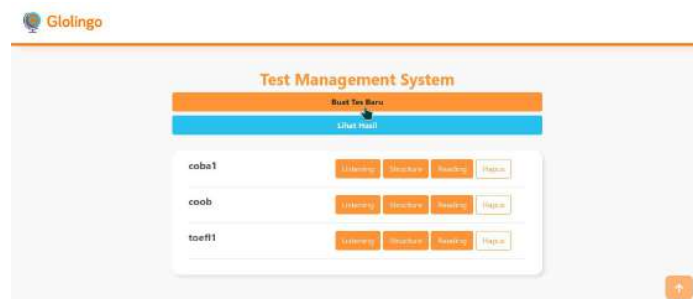 Glolingo
Test Management System
Buat Tes Baru
Lihat Hasil
coba1 Listening Structure Reading Hapus
coob Listening Structure Reading Hapus
toefl1 Listening Structure Reading Hapus